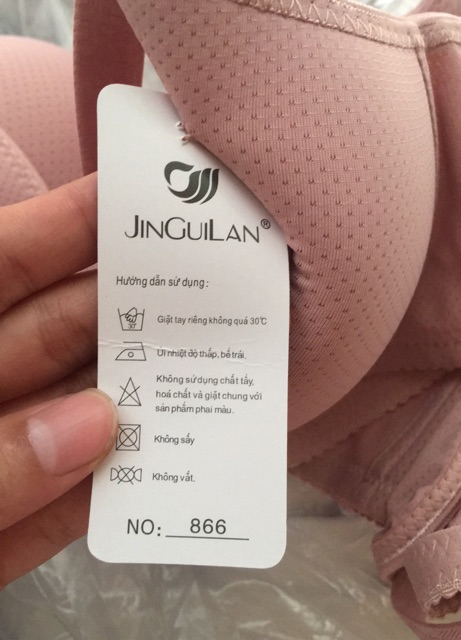 JINGUILAN®
Hướng dẫn sử dụng:
30°
Giặt tay riêng không quá 30℃
Ủi nhiệt độ thấp, bề trái.
Không sử dụng chất tẩy,
hoá chất và giặt chung với
sản phẩm phai màu.
Không sấy
Không vắt.
NO: 866